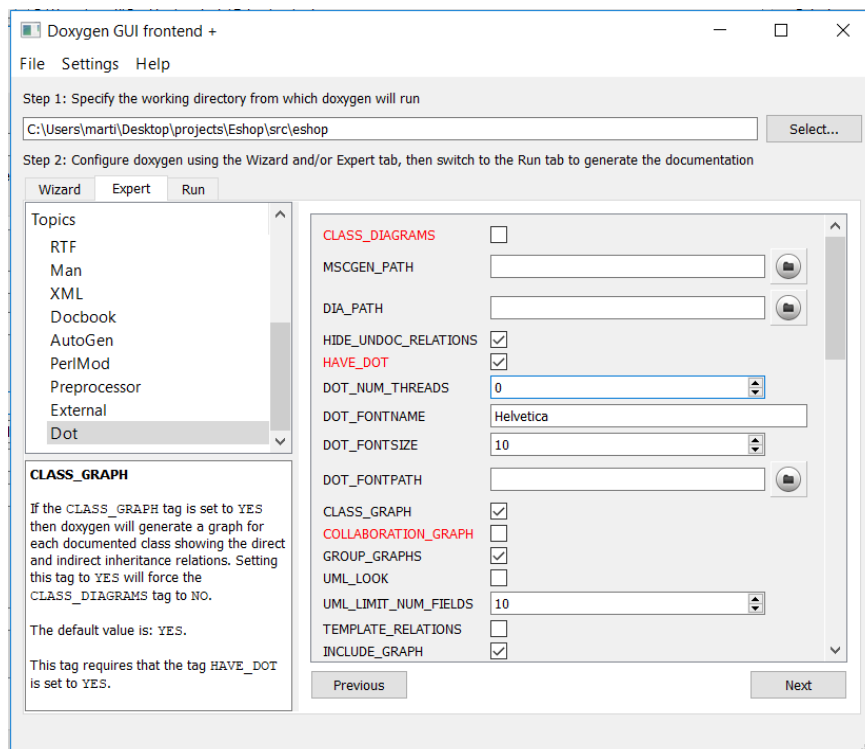 Doxygen GUI frontend +
File Settings Help
Step 1: Specify the working directory from which doxygen will run
C:\Users\marti\Desktop\projects\Eshop\src\eshop
Select...
Step 2: Configure doxygen using the Wizard and/or Expert tab, then switch to the Run tab to generate the documentation
Wizard Expert Run
Topics
RTF
Man
XML
Docbook
AutoGen
PerlMod
Preprocessor
External
Dot
CLASS_GRAPH
If the CLASS_GRAPH tag is set to YES
then doxygen will generate a graph for
each documented class showing the direct
and indirect inheritance relations. Setting
this tag to YES will force the
CLASS_DIAGRAMS tag to NO.
The default value is: YES.
This tag requires that the tag HAVE_DOT
is set to YES.
CLASS_DIAGRAMS
MSCGEN_PATH
DIA_PATH
HIDE_UNDOC_RELATIONS
HAVE_DOT
DOT_NUM_THREADS 0
DOT_FONTNAME Helvetica
DOT_FONTSIZE 10
DOT_FONTPATH
CLASS_GRAPH
COLLABORATION_GRAPH
GROUP_GRAPHS
UML_LOOK
UML_LIMIT_NUM_FIELDS 10
TEMPLATE_RELATIONS
INCLUDE_GRAPH
Previous Next